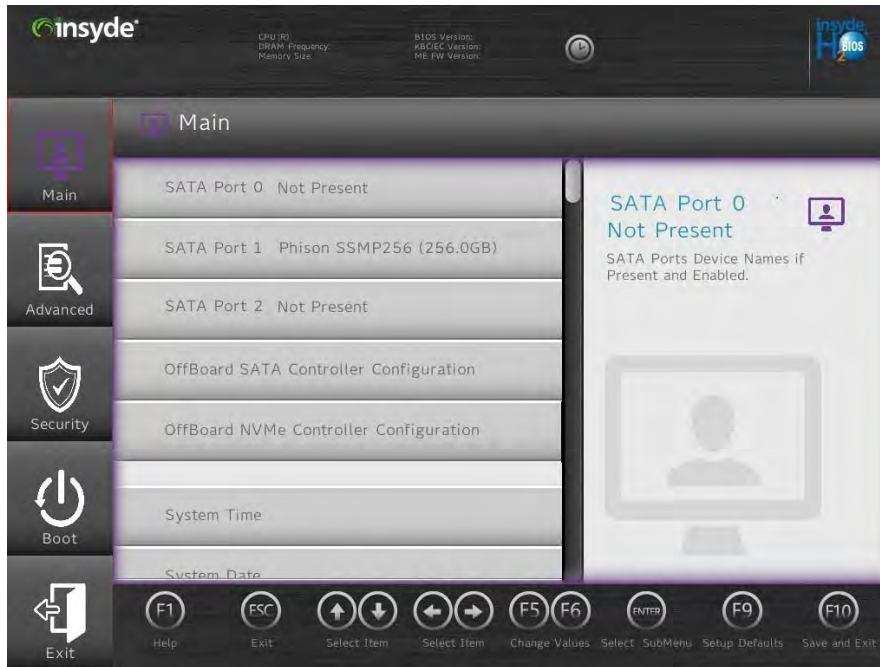 insyde
CPU (R)
DRAM Frequency:
Memory Size:
BIOS Version:
KBC/EC Version:
ME FW Version:
insyde
H2O BIOS
Main
Main
Advanced
Security
Boot
Exit
SATA Port 0 Not Present
SATA Port 1 Phison SSMP256 (256.0GB)
SATA Port 2 Not Present
OffBoard SATA Controller Configuration
OffBoard NVMe Controller Configuration
System Time
System Date
SATA Port 0
Not Present
SATA Ports Device Names if
Present and Enabled.
F1
Help
ESC
Exit
Select Item
Select Item
F5 F6
Change Values
ENTER
Select SubMenu
F9
Setup Defaults
F10
Save and Exit